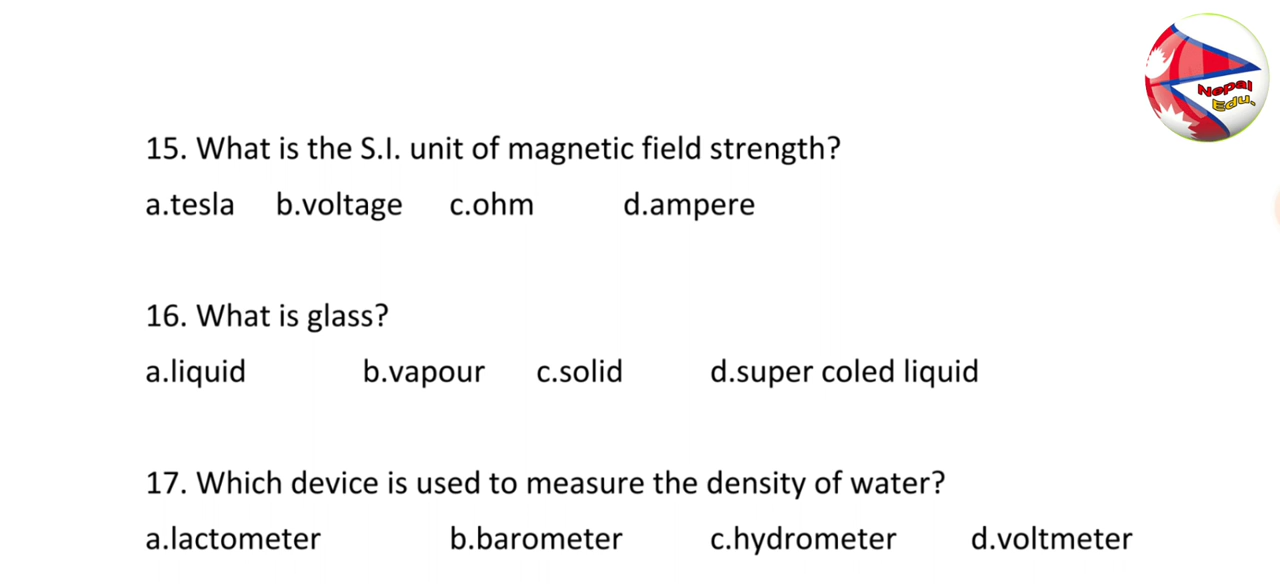 Nepal
Edu.
15. What is the S.I. unit of magnetic field strength?
a.tesla b.voltage c.ohm d.ampere
16. What is glass?
a.liquid b.vapour c.solid d.super coled liquid
17. Which device is used to measure the density of water?
a.lactometer b.barometer c.hydrometer d.voltmeter